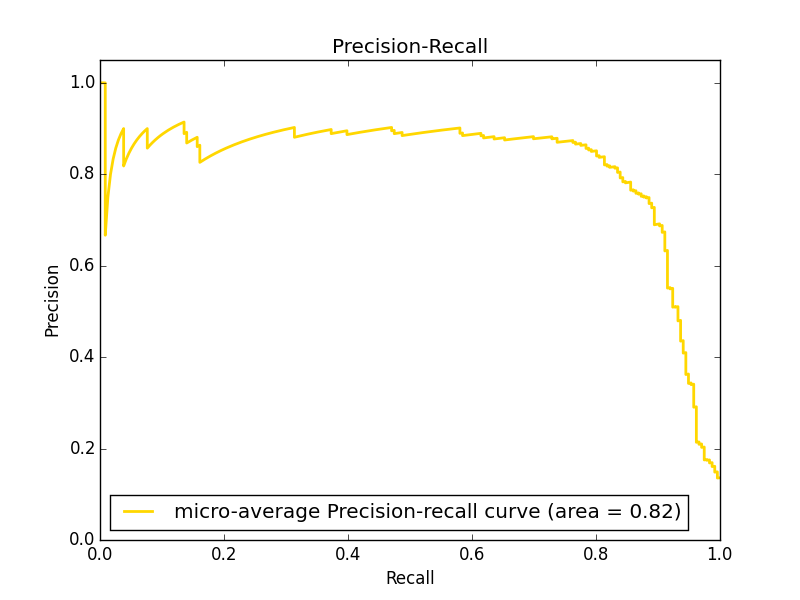 Precision-Recall
1.0
0.8
0.6
0.4
0.2
0.0
Precision
micro-average Precision-recall curve (area = 0.82)
0.0 0.2 0.4 0.6 0.8 1.0
Recall